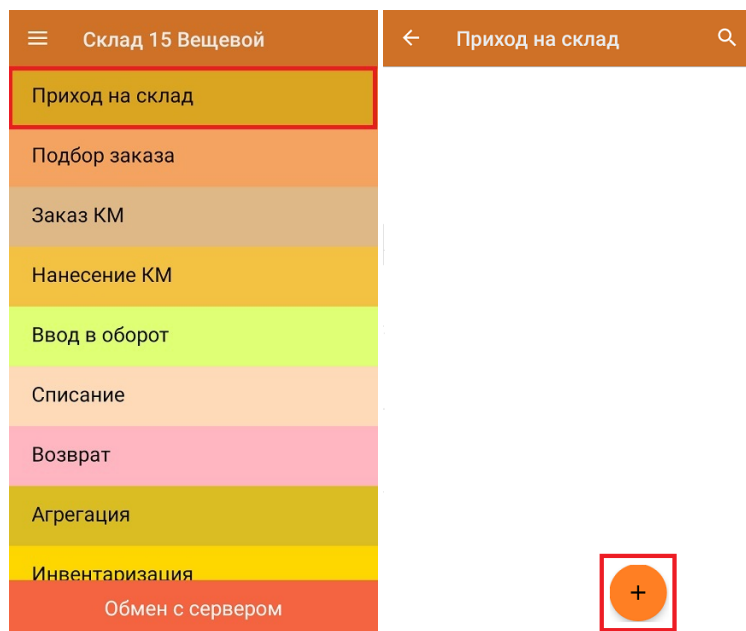 Склад 15 Вещевой
Приход на склад
Подбор заказа
Заказ КМ
Нанесение КМ
Ввод в оборот
Списание
Возврат
Агрегация
Инвентаризация
Обмен с сервером
Приход на склад
+